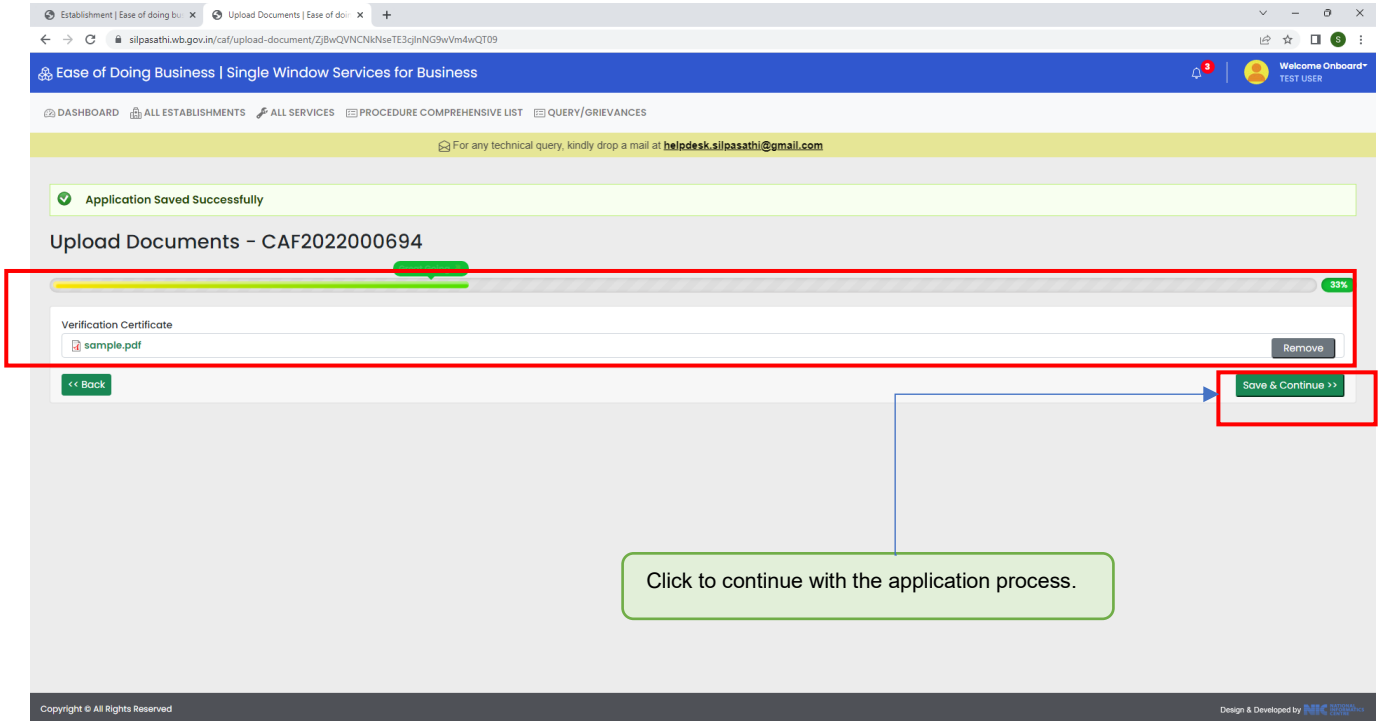 Establishment | Ease of doing bu
Upload Documents | Ease of doi
silpasathi.wb.gov.in/caf/upload-document/
S
Ease of Doing Business | Single Window Services for Business
3
Welcome Onboard
TEST USER
DASHBOARD ALL ESTABLISHMENTS ALL SERVICES PROCEDURE COMPREHENSIVE LIST QUERY/GRIEVANCES
For any technical query, kindly drop a mail at helpdesk.silpasathi@gmail.com
Application Saved Successfully
Upload Documents - CAF2022000694
33%
Verification Certificate
sample.pdf
Remove
<< Back
Save & Continue >>
Click to continue with the application process.
Copyright © All Rights Reserved
Design & Developed by NIC NATIONAL INFORMATICS CENTRE